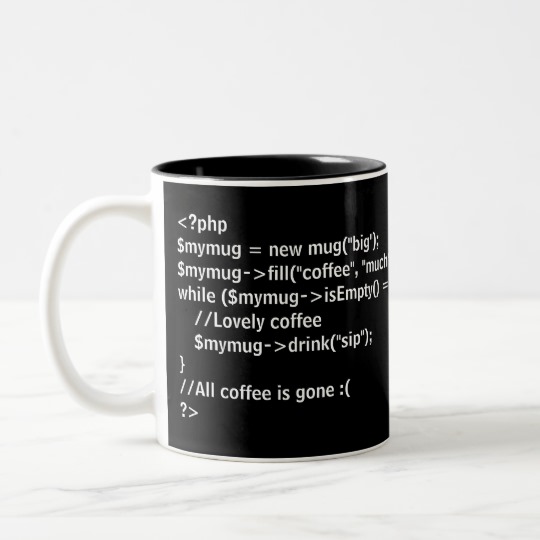 <?php
$mymug = new mug("big");
$mymug->fill("coffee", "much
while ($mymug->isEmpty() =
//Lovely coffee
$mymug->drink("sip");
}
//All coffee is gone :(
?>